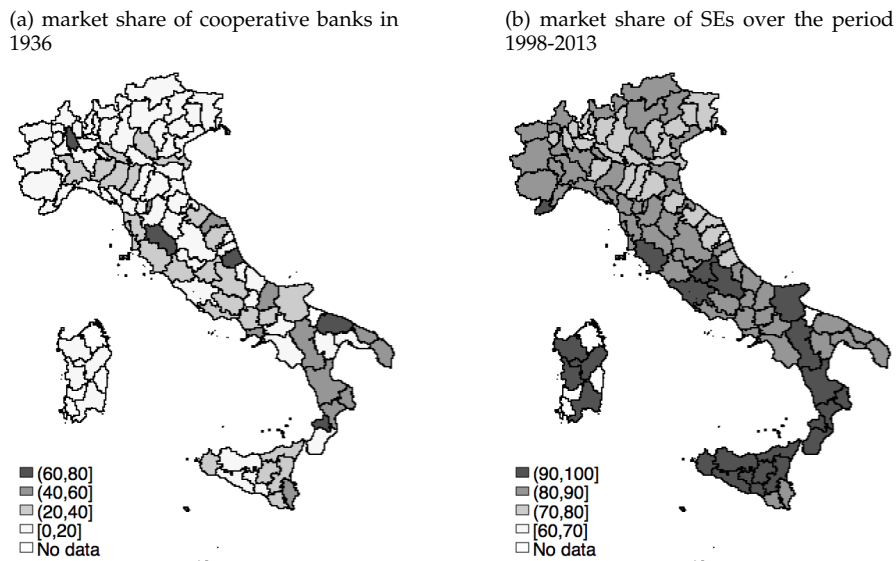 (a) market share of cooperative banks in
1936
(60,80]
(40,60]
(20,40]
[0,20]
No data
(b) market share of SEs over the period
1998-2013
(90,100]
(80,90]
(70,80]
[60,70]
No data